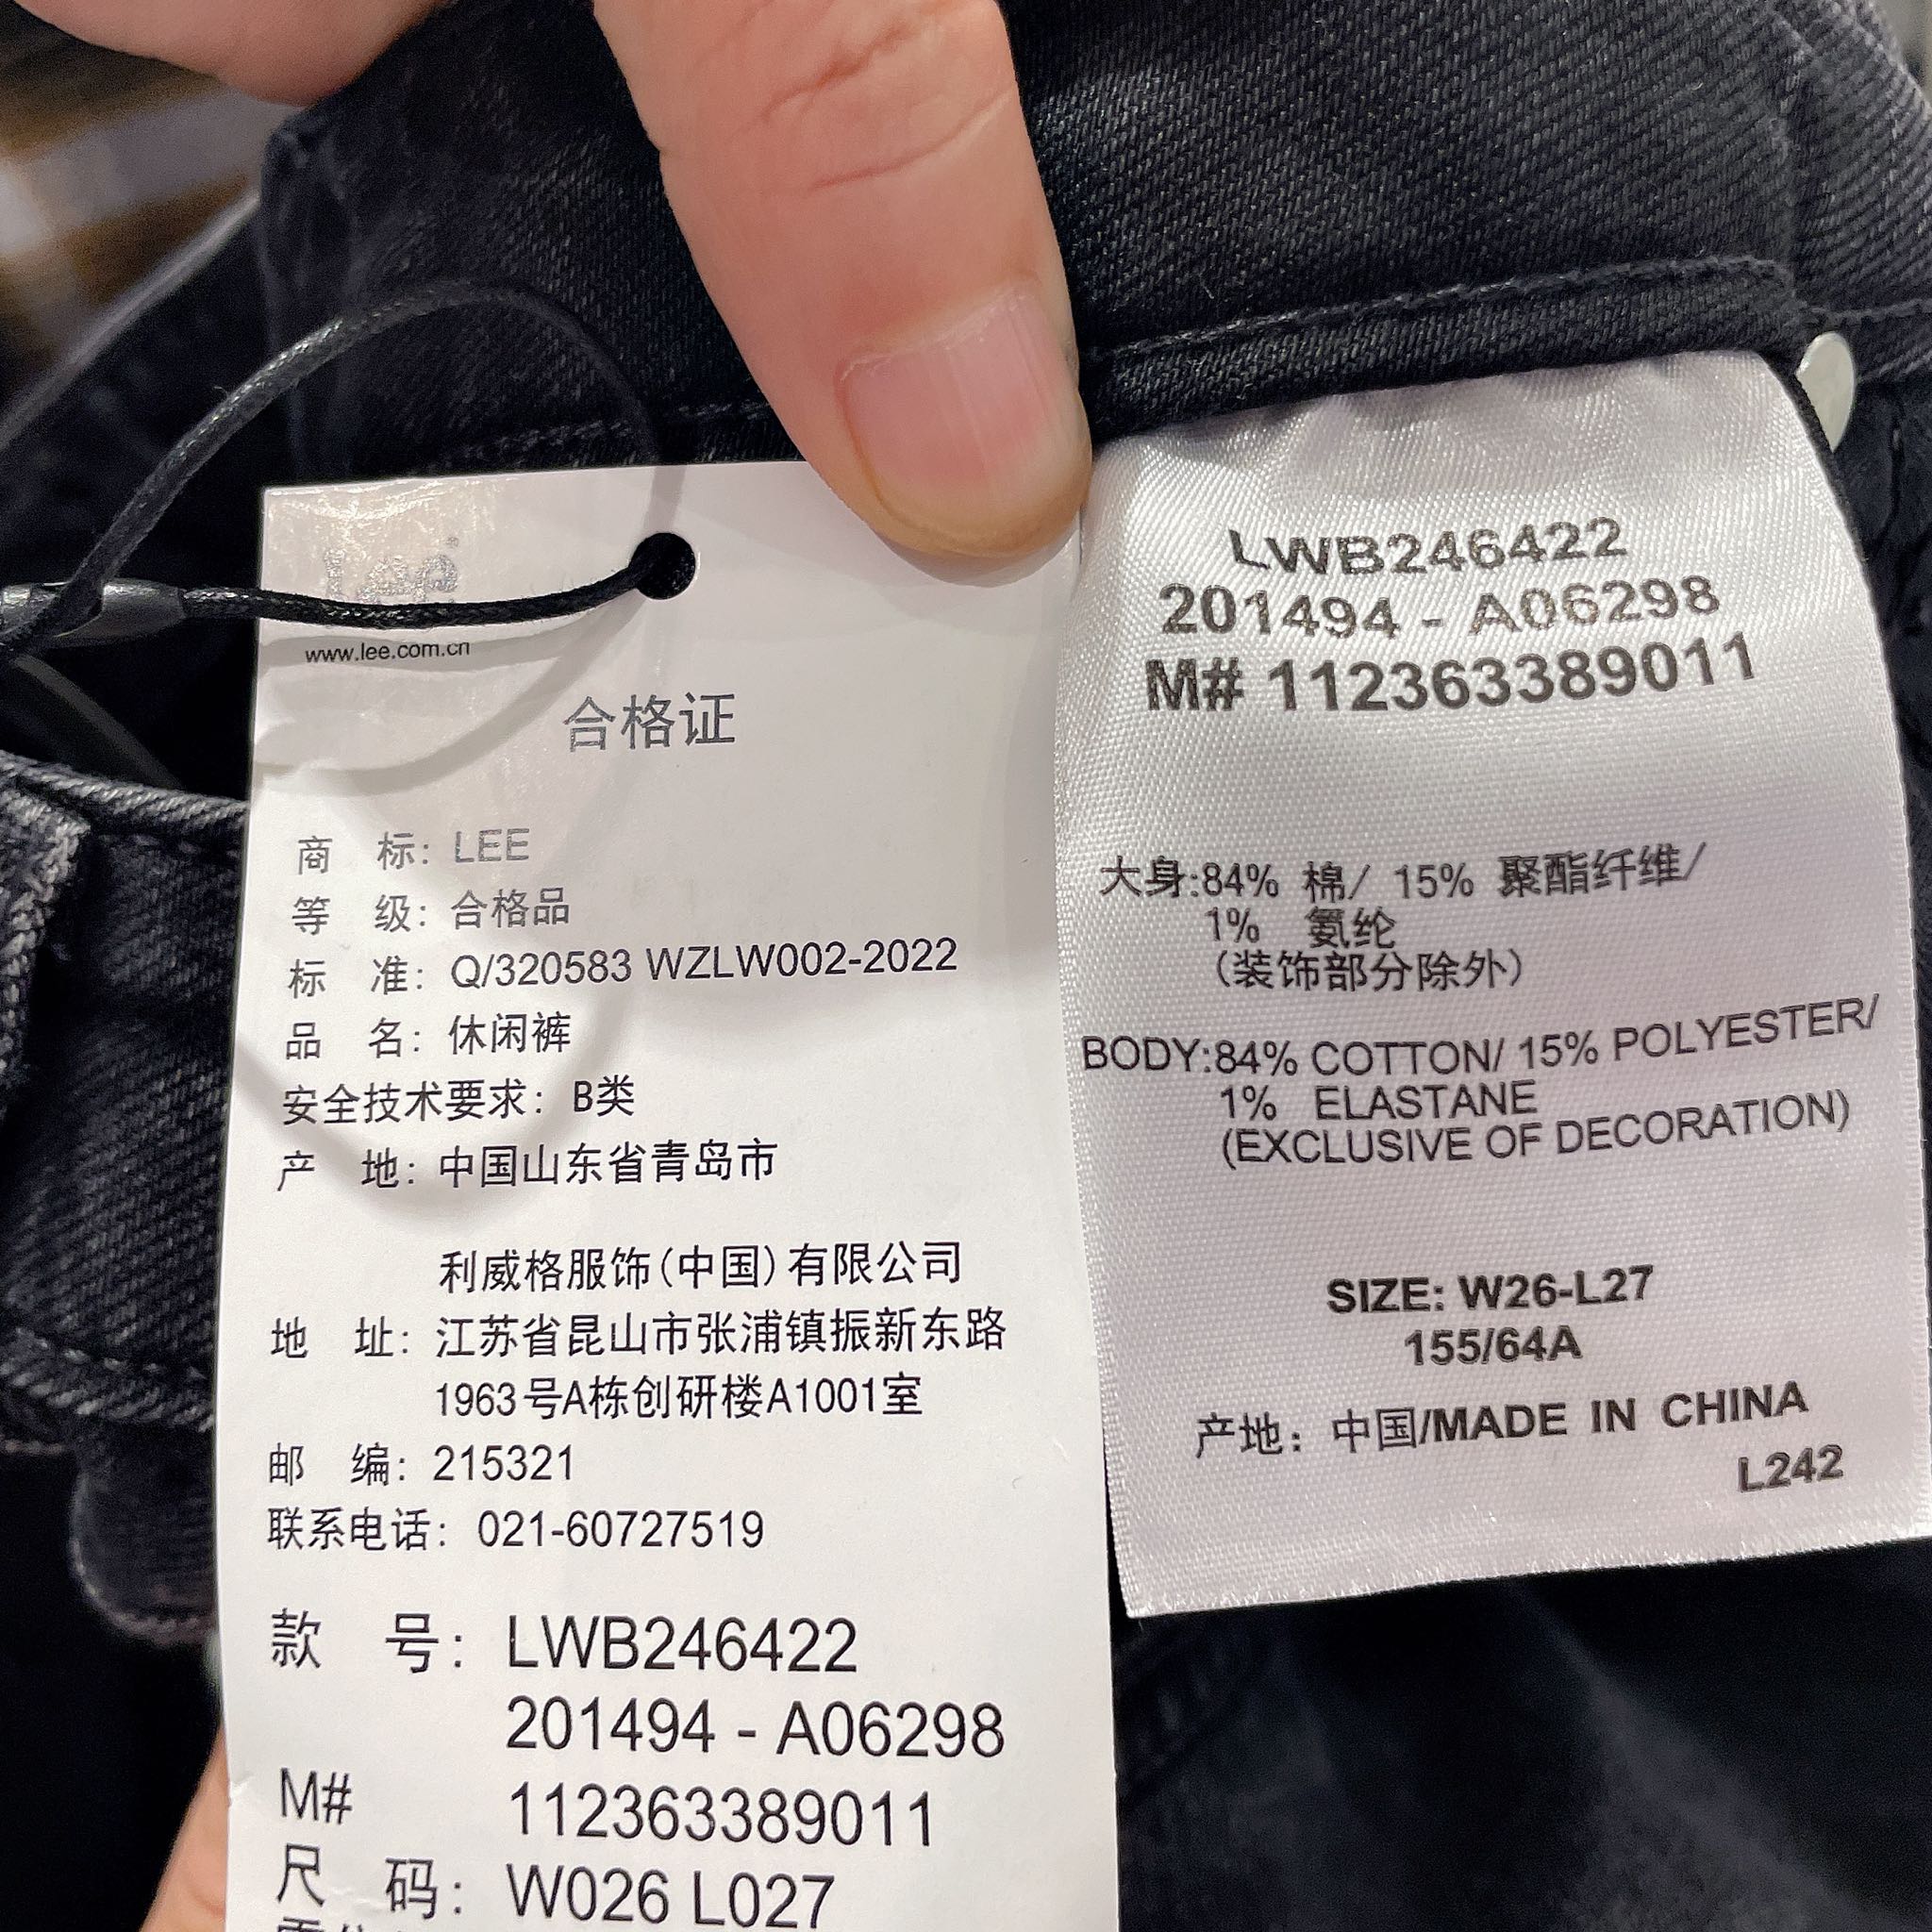 Lee
www.lee.com.cn
合格证
商 标: LEE
等 级: 合格品
标 准: Q/320583 WZLW002-2022
品 名: 休闲裤
安全技术要求: B类
产 地: 中国山东省青岛市
利威格服饰(中国)有限公司
地 址: 江苏省昆山市张浦镇振新东路
1963号A栋创研楼A1001室
邮 编: 215321
联系电话: 021-60727519
款 号: LWB246422
201494 - A06298
M# 112363389011
尺 码: W026 L027
LWB246422
201494 - A06298
M# 112363389011
大身:84% 棉/ 15% 聚酯纤维/
1% 氨纶
(装饰部分除外)
BODY:84% COTTON/ 15% POLYESTER/
1% ELASTANE
(EXCLUSIVE OF DECORATION)
SIZE: W26-L27
155/64A
产地: 中国/MADE IN CHINA
L242